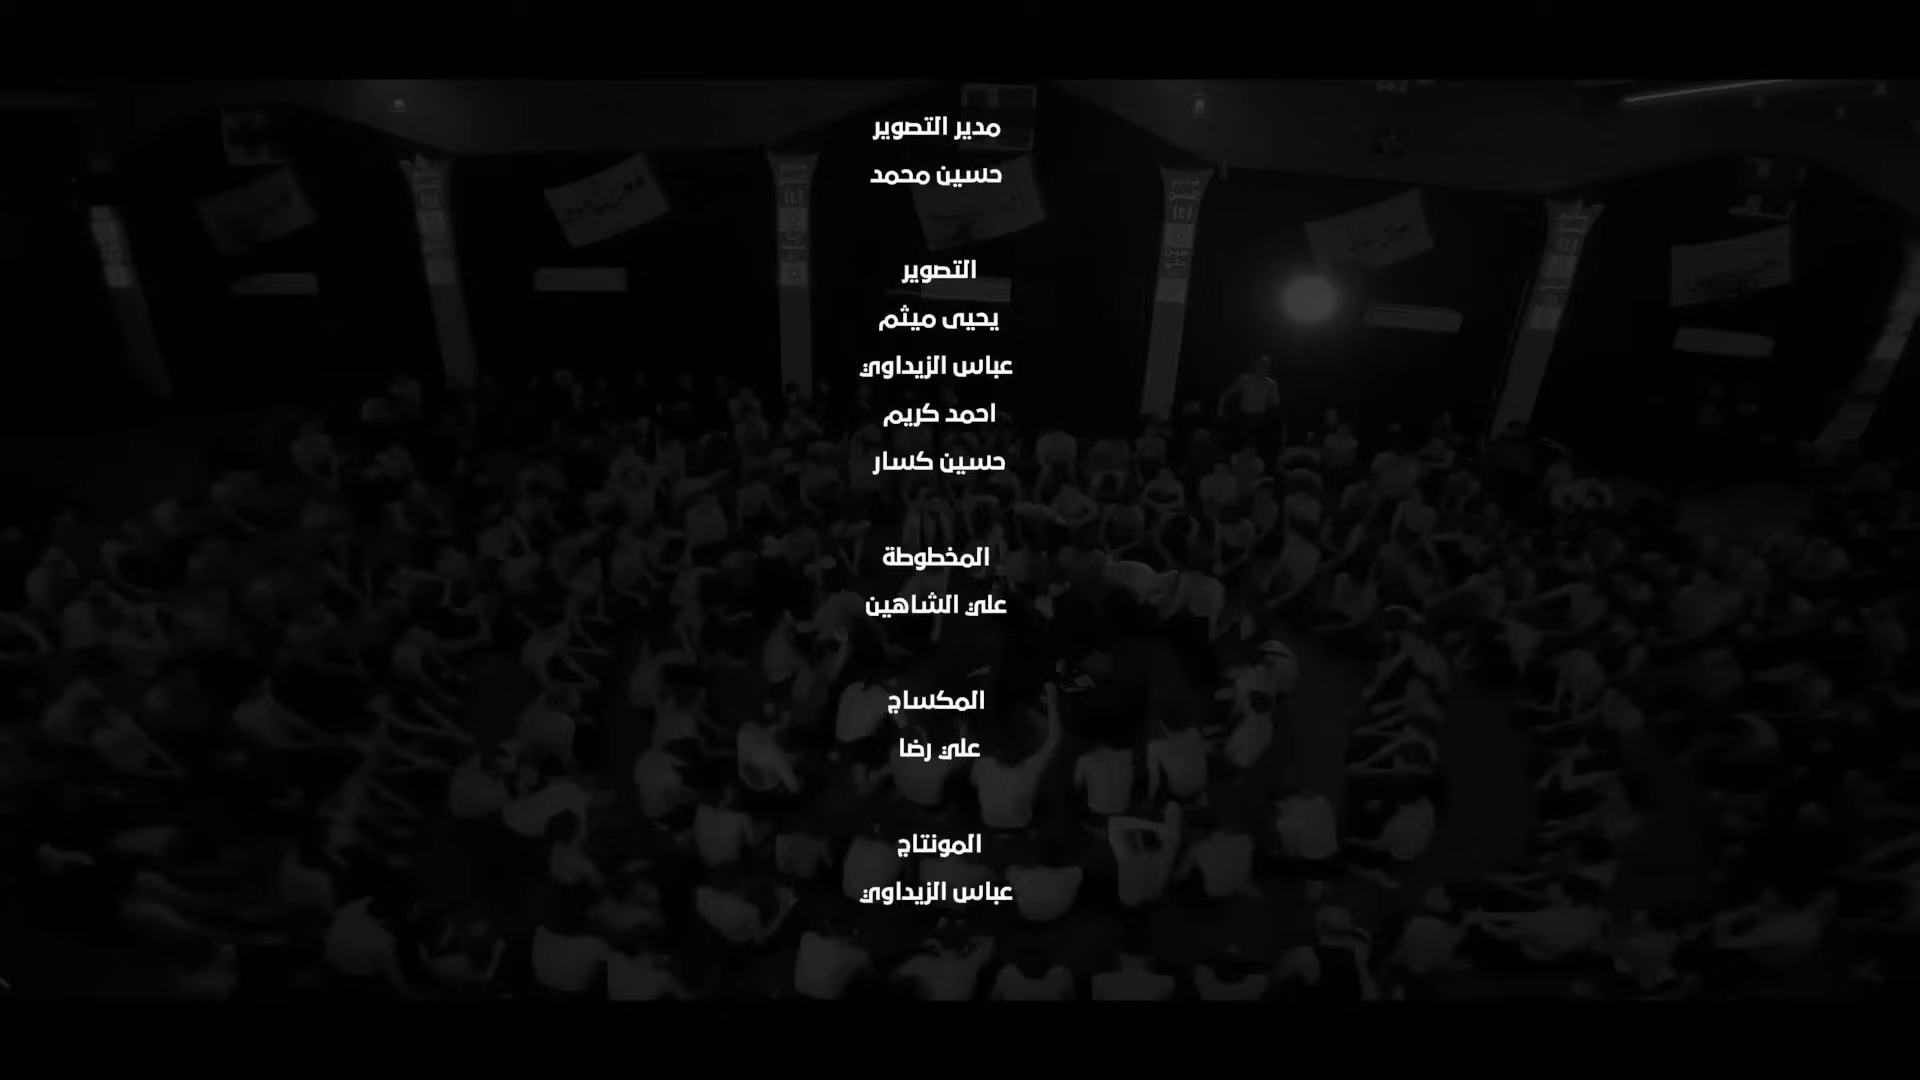 مدير التصوير
حسين محمد
التصوير
يحيى ميثم
عباس الزيداوي
احمد كريم
حسين كسار
المخطوطة
علي الشاهين
المكساج
علي رضا
المونتاج
عباس الزيداوي